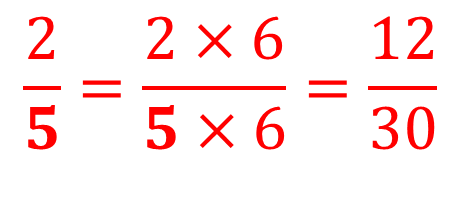 2/5 = (2 × 6)/(5 × 6) = 12/30